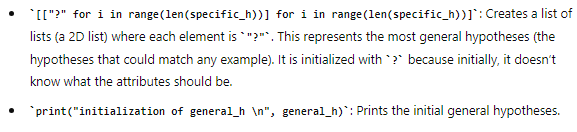 • `[["?" for i in range(len(specific_h))] for i in range(len(specific_h))]`: Creates a list of
lists (a 2D list) where each element is `"?"`. This represents the most general hypotheses (the
hypotheses that could match any example). It is initialized with `?` because initially, it doesn't
know what the attributes should be.
• `print("initialization of general_h \n", general_h)`: Prints the initial general hypotheses.